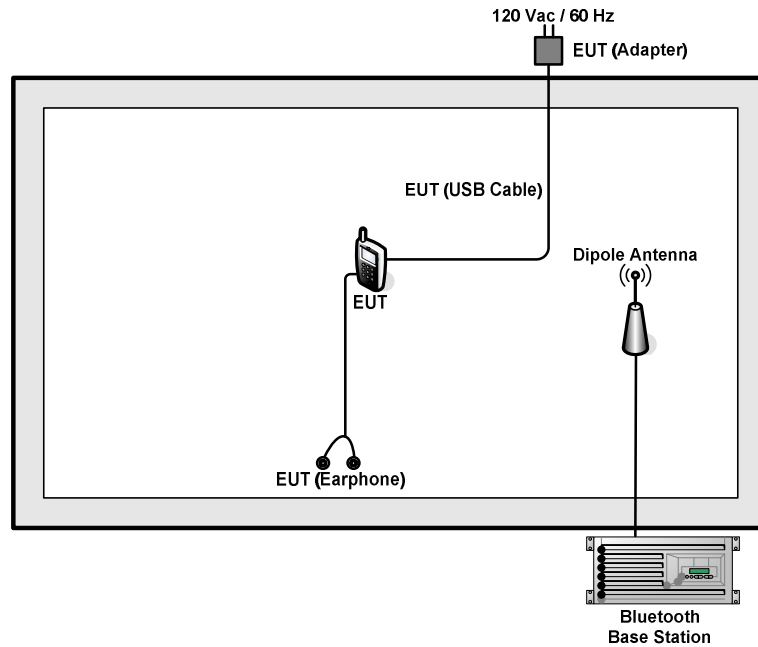 120 Vac / 60 Hz
EUT (Adapter)
EUT (USB Cable)
Dipole Antenna
EUT
EUT (Earphone)
Bluetooth
Base Station